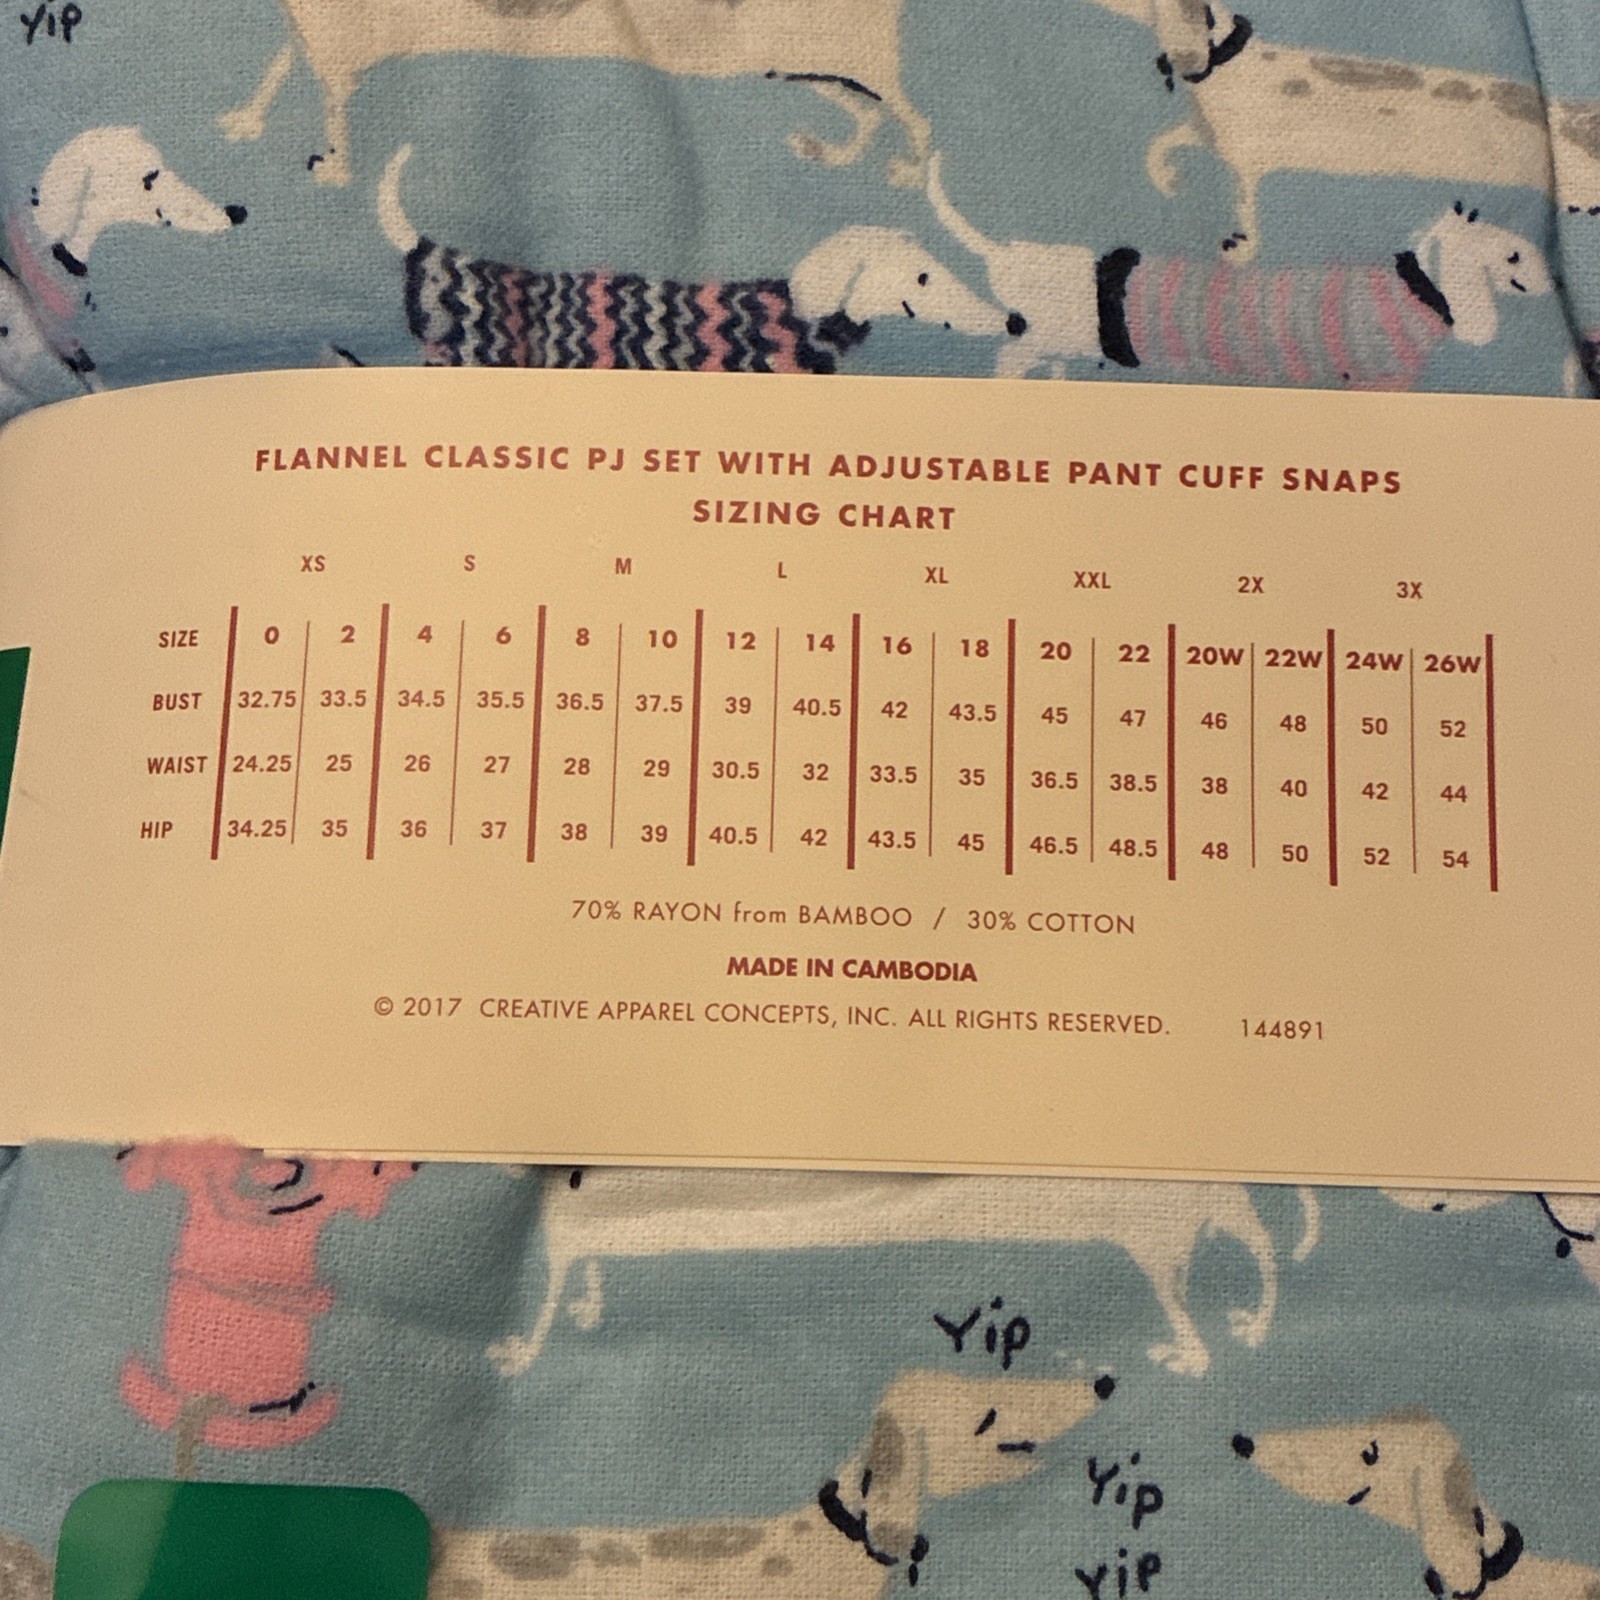 Yip
FLANNEL CLASSIC PJ SET WITH ADJUSTABLE PANT CUFF SNAPS
SIZING CHART
XS S M L XL XXL 2X 3X
SIZE 0 2 4 6 8 10 12 14 16 18 20 22 20W 22W 24W 26W
BUST 32.75 33.5 34.5 35.5 36.5 37.5 39 40.5 42 43.5 45 47 46 48 50 52
WAIST 24.25 25 26 27 28 29 30.5 32 33.5 35 36.5 38.5 38 40 42 44
HIP 34.25 35 36 37 38 39 40.5 42 43.5 45 46.5 48.5 48 50 52 54
70% RAYON from BAMBOO / 30% COTTON
MADE IN CAMBODIA
© 2017 CREATIVE APPAREL CONCEPTS, INC. ALL RIGHTS RESERVED. 144891
Yip
Yip
Yip